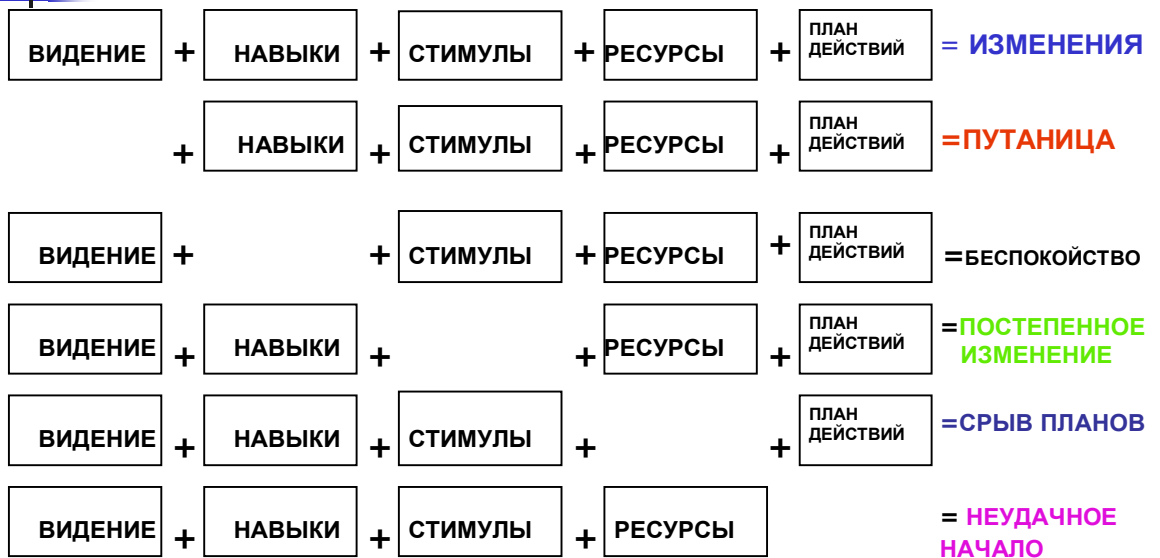 ВИДЕНИЕ + НАВЫКИ + СТИМУЛЫ + РЕСУРСЫ + ПЛАН ДЕЙСТВИЙ = ИЗМЕНЕНИЯ
+ НАВЫКИ + СТИМУЛЫ + РЕСУРСЫ + ПЛАН ДЕЙСТВИЙ =ПУТАНИЦА
ВИДЕНИЕ + + СТИМУЛЫ + РЕСУРСЫ + ПЛАН ДЕЙСТВИЙ =БЕСПОКОЙСТВО
ВИДЕНИЕ + НАВЫКИ + + РЕСУРСЫ + ПЛАН ДЕЙСТВИЙ =ПОСТЕПЕННОЕ
ИЗМЕНЕНИЕ
ВИДЕНИЕ + НАВЫКИ + СТИМУЛЫ + + ПЛАН ДЕЙСТВИЙ =СРЫВ ПЛАНОВ
ВИДЕНИЕ + НАВЫКИ + СТИМУЛЫ + РЕСУРСЫ = НЕУДАЧНОЕ
НАЧАЛО